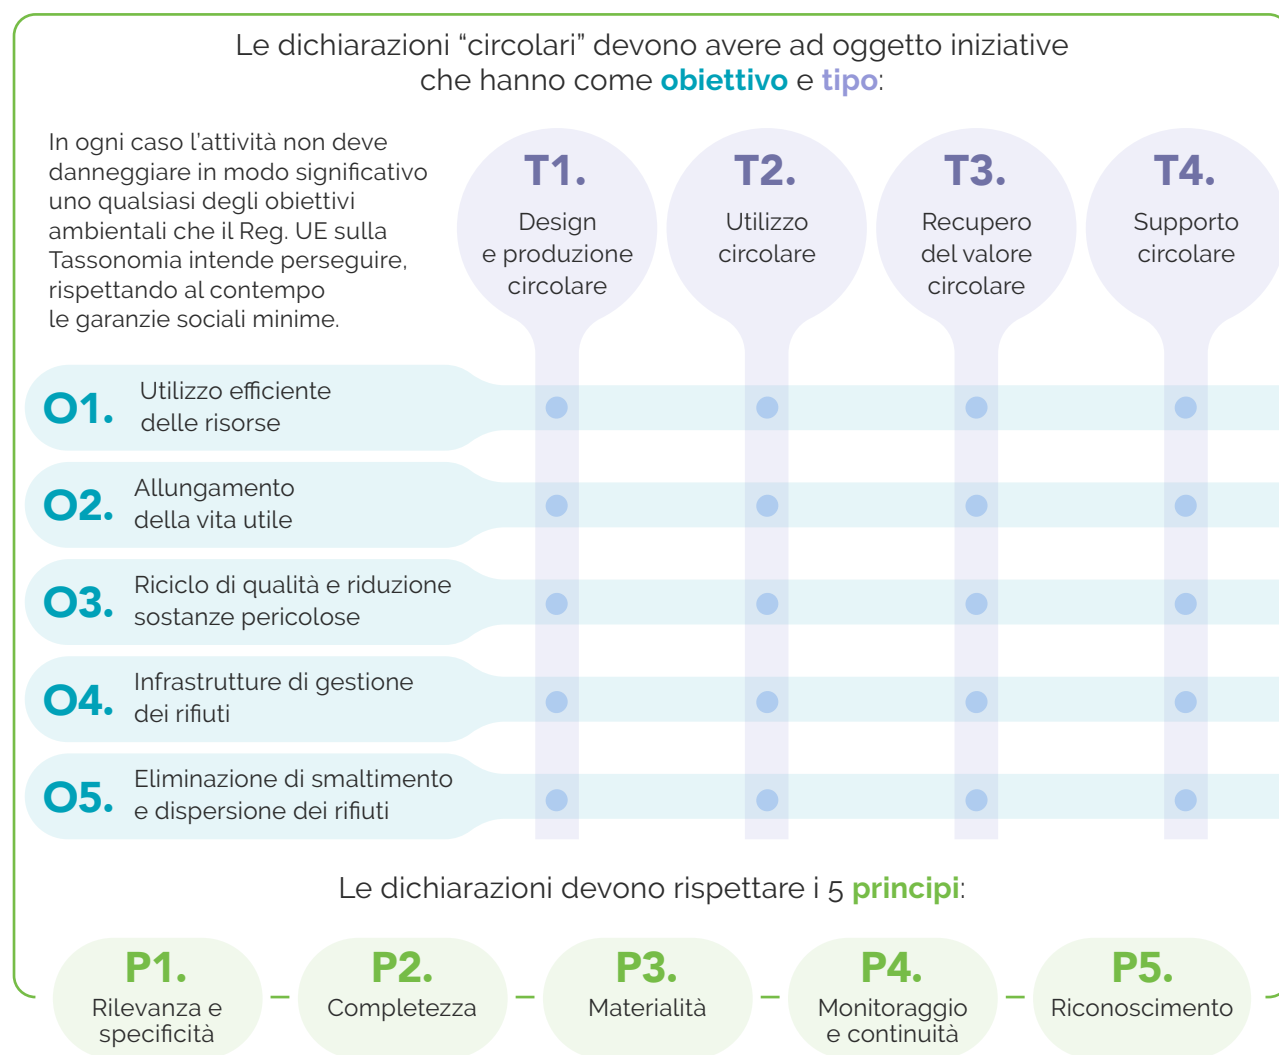 Le dichiarazioni “circolari” devono avere ad oggetto iniziative
che hanno come obiettivo e tipo:
In ogni caso l’attività non deve
danneggiare in modo significativo
uno qualsiasi degli obiettivi
ambientali che il Reg. UE sulla
Tassonomia intende perseguire,
rispettando al contempo
le garanzie sociali minime.
T1.
Design
e produzione
circolare
T2.
Utilizzo
circolare
T3.
Recupero
del valore
circolare
T4.
Supporto
circolare
O1.
Utilizzo efficiente
delle risorse
O2.
Allungamento
della vita utile
O3.
Riciclo di qualità e riduzione
sostanze pericolose
O4.
Infrastrutture di gestione
dei rifiuti
O5.
Eliminazione di smaltimento
e dispersione dei rifiuti
Le dichiarazioni devono rispettare i 5 principi:
P1.
Rilevanza e
specificità
P2.
Completezza
P3.
Materialità
P4.
Monitoraggio
e continuità
P5.
Riconoscimento